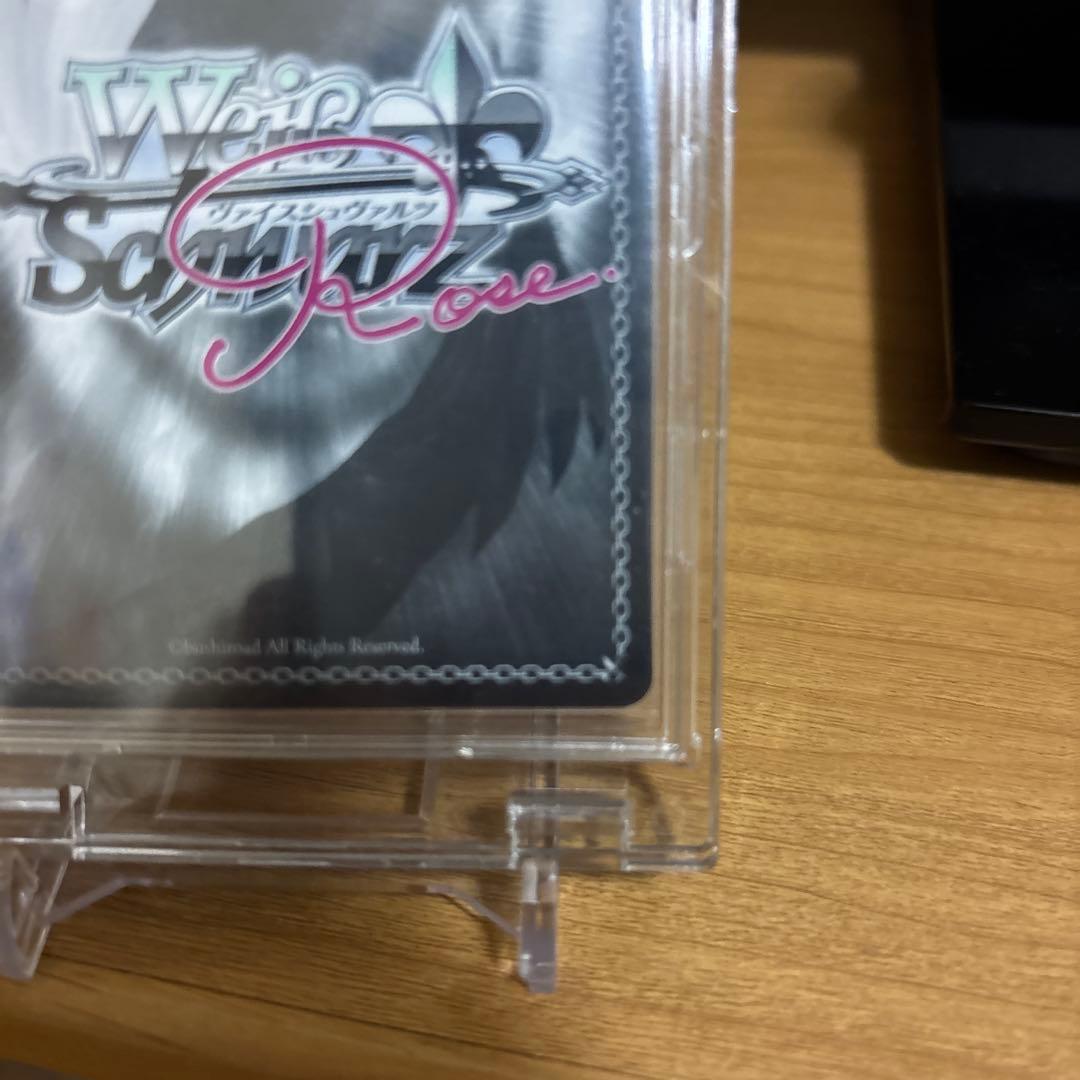 Weiß
ヴァイスシュヴァルツ
Schwarz
Rose.
©bushiroad All Rights Reserved.